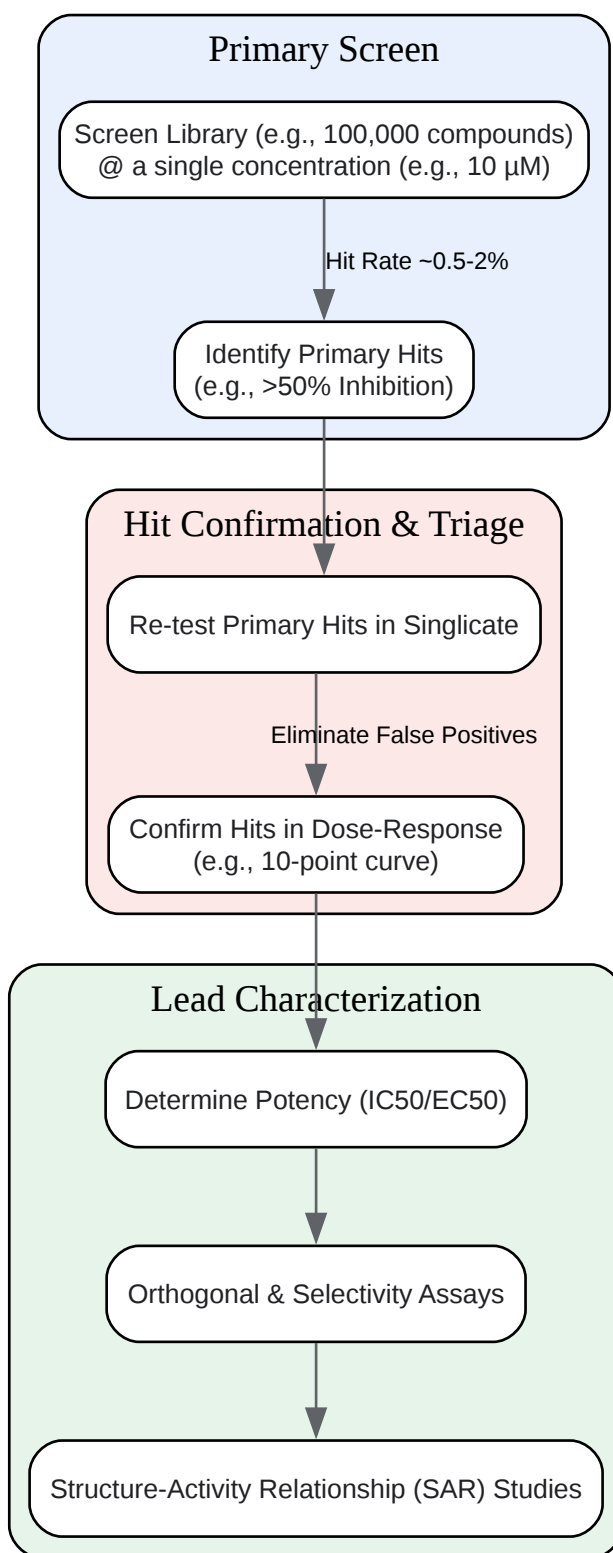 Primary Screen
Screen Library (e.g., 100,000 compounds)
@ a single concentration (e.g., 10 µM)
Hit Rate ~0.5-2%
Identify Primary Hits
(e.g., >50% Inhibition)
Hit Confirmation & Triage
Re-test Primary Hits in Singlicate
Eliminate False Positives
Confirm Hits in Dose-Response
(e.g., 10-point curve)
Lead Characterization
Determine Potency (IC50/EC50)
Orthogonal & Selectivity Assays
Structure-Activity Relationship (SAR) Studies